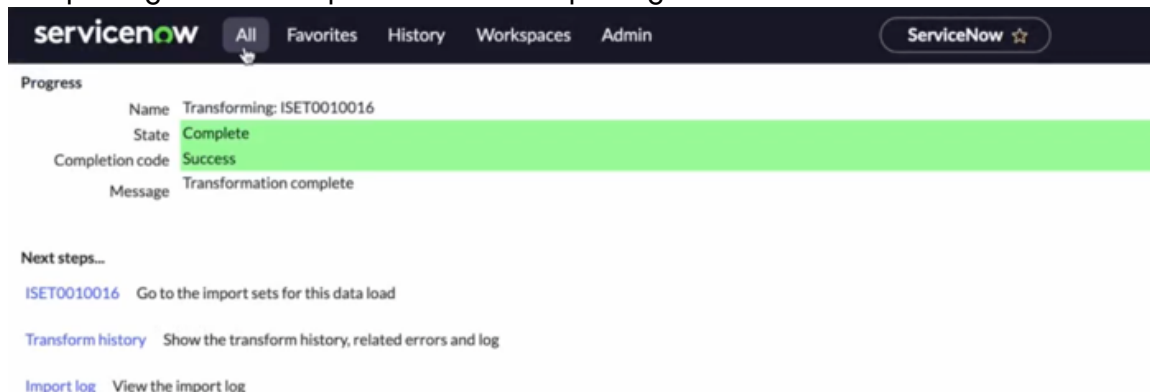 servicenow All Favorites History Workspaces Admin ServiceNow
Progress
Name Transforming: ISET0010016
State Complete
Completion code Success
Message Transformation complete
Next steps...
ISET0010016 Go to the import sets for this data load
Transform history Show the transform history, related errors and log
Import log View the import log